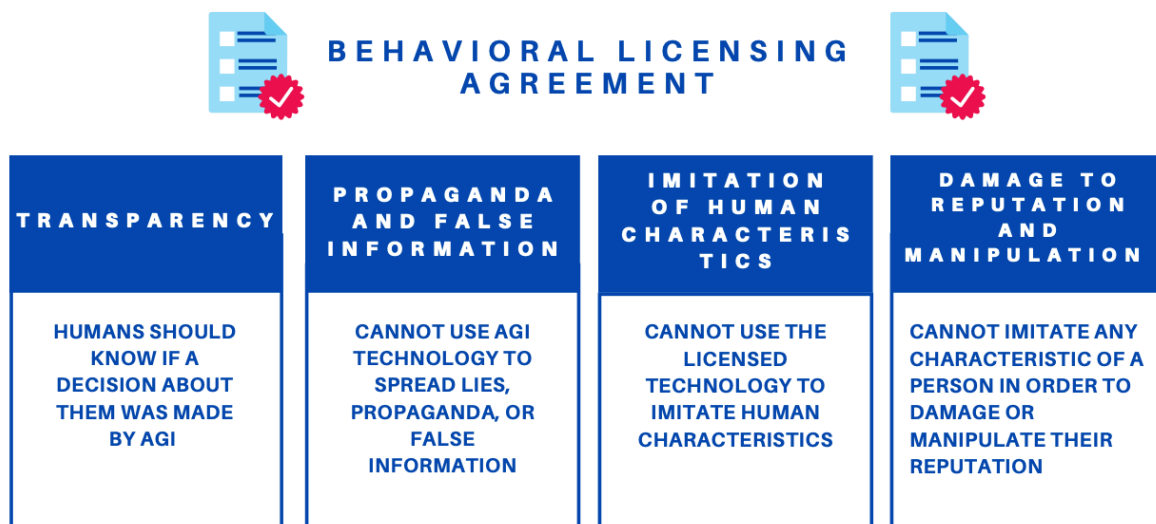 BEHAVIORAL LICENSING
AGREEMENT
TRANSPARENCY
HUMANS SHOULD
KNOW IF A
DECISION ABOUT
THEM WAS MADE
BY AGI
PROPAGANDA
AND FALSE
INFORMATION
CANNOT USE AGI
TECHNOLOGY TO
SPREAD LIES,
PROPAGANDA, OR
FALSE
INFORMATION
IMITATION
OF HUMAN
CHARACTERIS
TICS
CANNOT USE THE
LICENSED
TECHNOLOGY TO
IMITATE HUMAN
CHARACTERISTICS
DAMAGE TO
REPUTATION
AND
MANIPULATION
CANNOT IMITATE ANY
CHARACTERISTIC OF A
PERSON IN ORDER TO
DAMAGE OR
MANIPULATE THEIR
REPUTATION